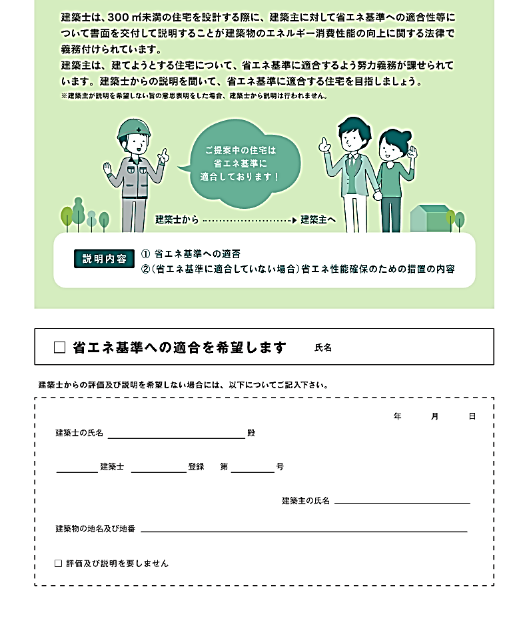 建築士は、300㎡未満の住宅を設計する際に、建築主に対して省エネ基準への適合性等に
ついて書面を交付して説明することが建築物のエネルギー消費性能の向上に関する法律で
義務付けられています。
建築主は、建てようとする住宅について、省エネ基準に適合するよう努力義務が課せられて
います。建築士からの説明を聞いて、省エネ基準に適合する住宅を目指しましょう。
※建築主が説明を希望しない旨の意思表明をした場合、建築士から説明は行われません。
ご提案中の住宅は
省エネ基準に
適合しております！
建築士から
建築主へ
説明内容
① 省エネ基準への適否
②（省エネ基準に適合していない場合）省エネ性能確保のための措置の内容
□ 省エネ基準への適合を希望します 氏名
建築士からの評価及び説明を希望しない場合には、以下についてご記入下さい。
年 月 日
建築士の氏名 殿
建築士 登録 第 号
建築主の氏名
建築物の地名及び地番
□ 評価及び説明を要しません